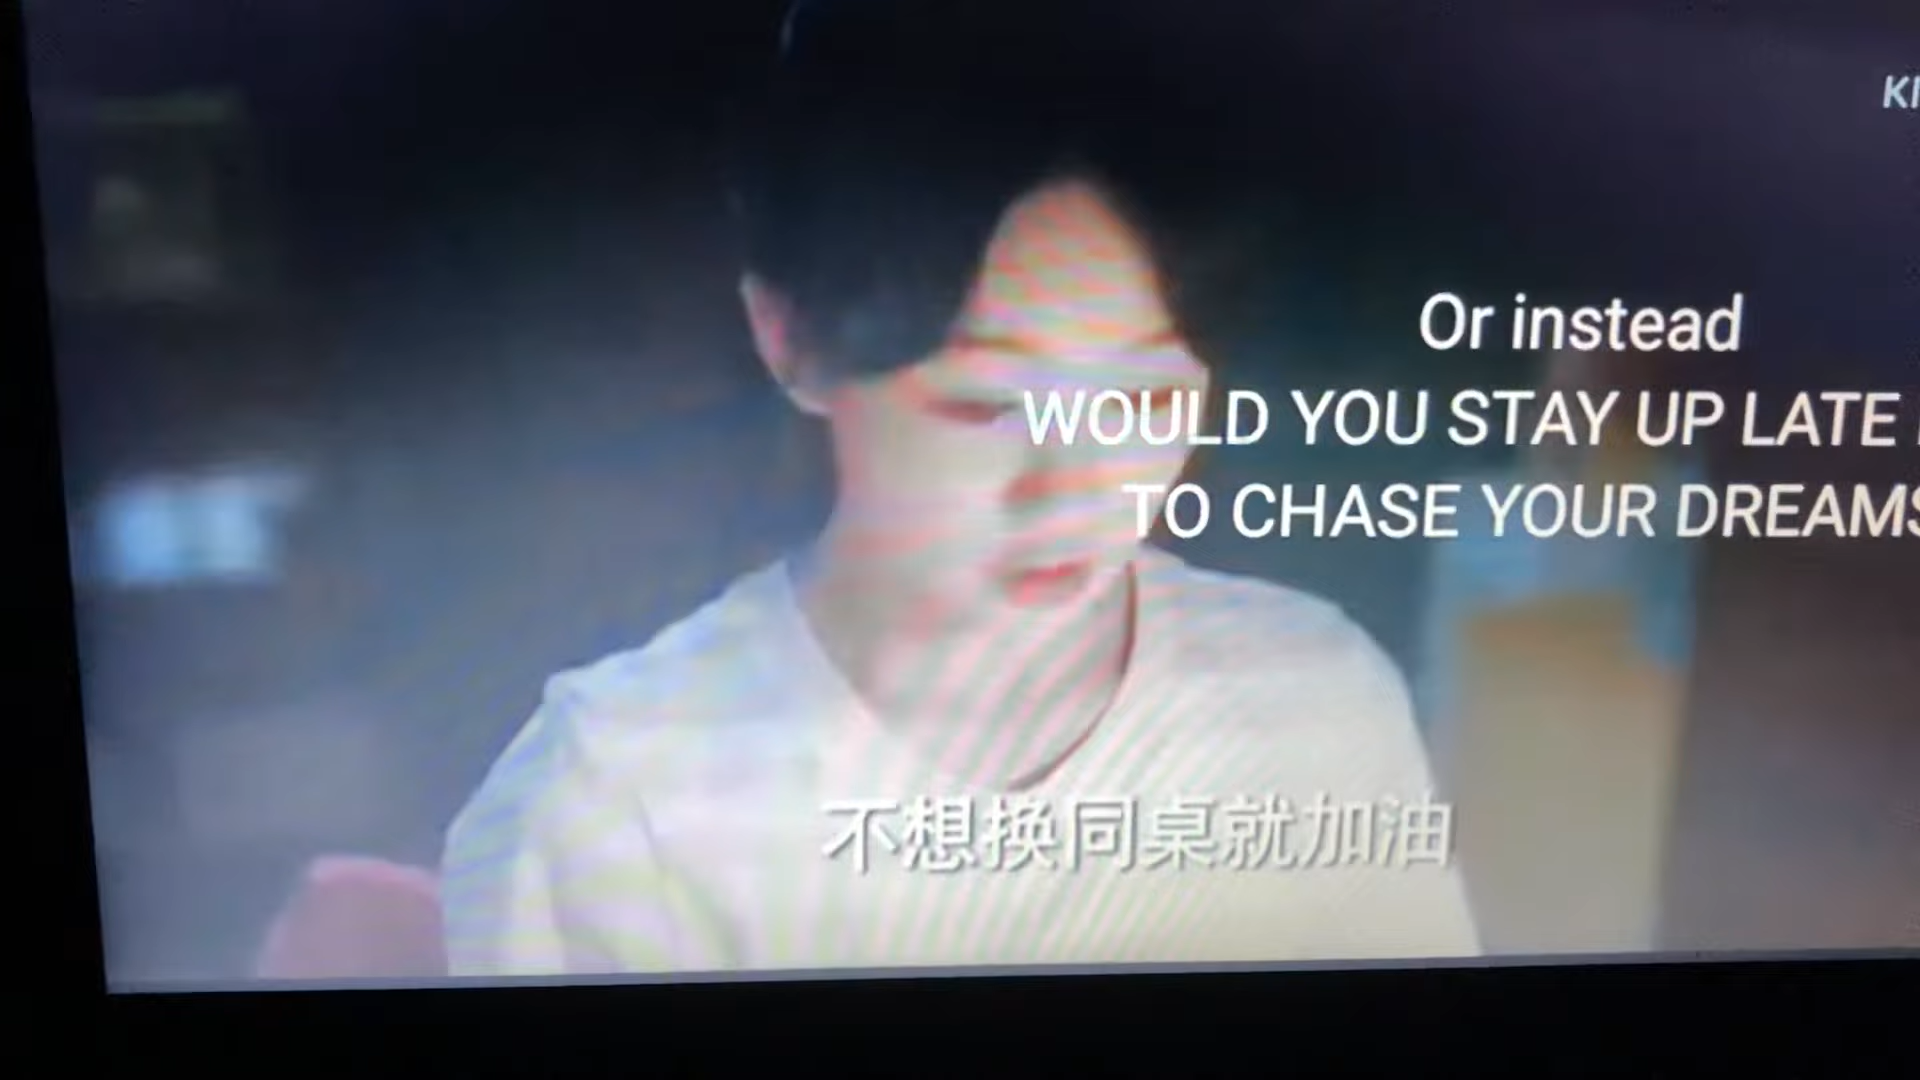 Or instead
WOULD YOU STAY UP LATE
TO CHASE YOUR DREAMS
不想换同桌就加油